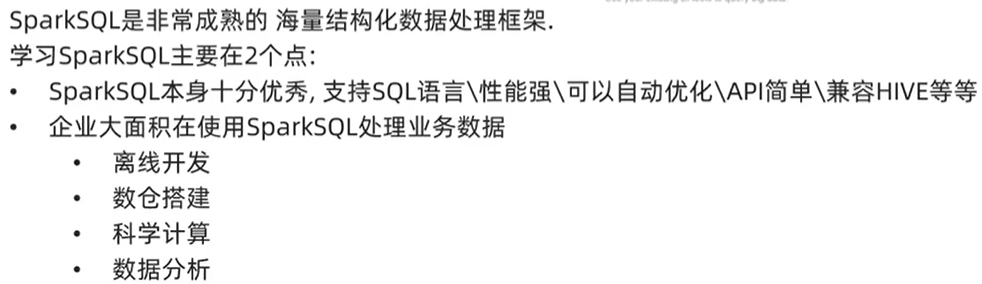 SparkSQL是非常成熟的 海量结构化数据处理框架.
学习SparkSQL主要在2个点:
• SparkSQL本身十分优秀, 支持SQL语言\性能强\可以自动优化\API简单\兼容HIVE等等
• 企业大面积在使用SparkSQL处理业务数据
• 离线开发
• 数仓搭建
• 科学计算
• 数据分析